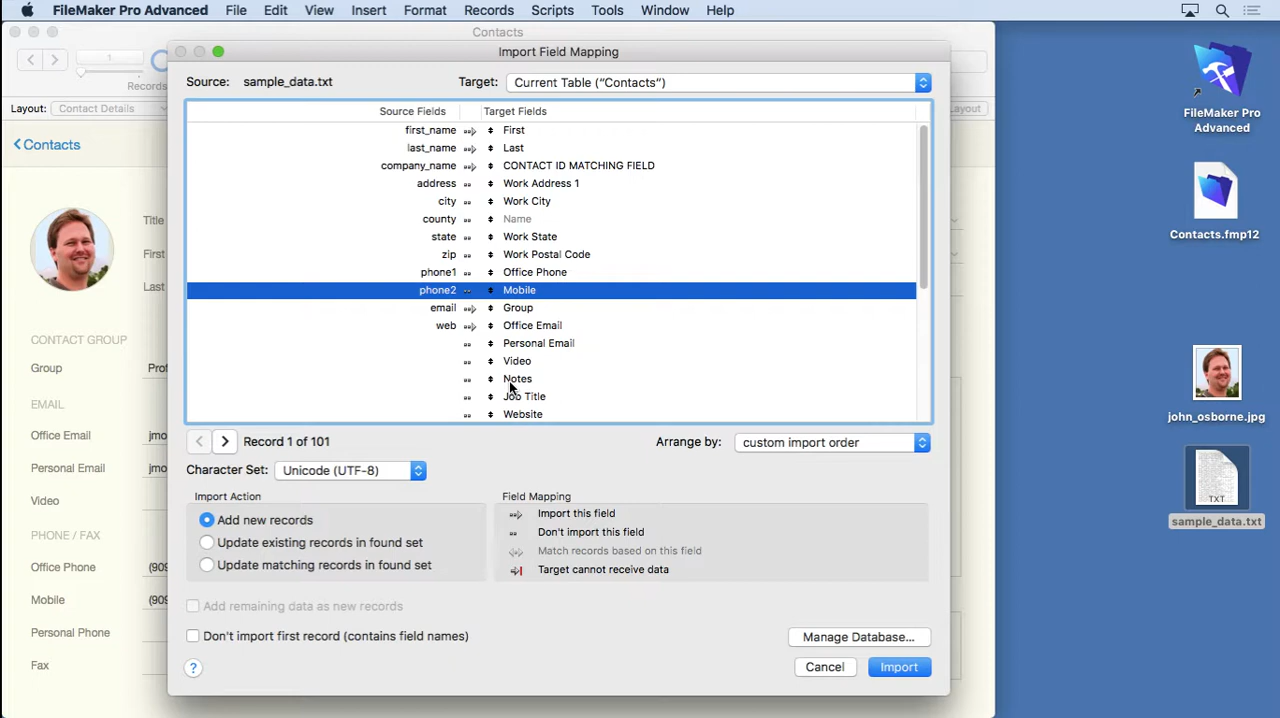 FileMaker Pro Advanced File Edit View Insert Format Records Scripts Tools Window Help
Contacts
Import Field Mapping
1
Records
Layout: Contact Details
Layout
Source: sample_data.txt Target: Current Table (“Contacts”)
Contacts
Source Fields Target Fields
first_name First
last_name Last
company_name CONTACT ID MATCHING FIELD
address Work Address 1
city Work City
county Name
state Work State
zip Work Postal Code
phone1 Office Phone
phone2 Mobile
email Group
web Office Email
Personal Email
Video
Notes
Job Title
Website
Record 1 of 101 Arrange by: custom import order
Character Set: Unicode (UTF-8)
Import Action
Add new records
Update existing records in found set
Update matching records in found set
Field Mapping
Import this field
Don't import this field
Match records based on this field
Target cannot receive data
Add remaining data as new records
Don't import first record (contains field names)
Manage Database...
? Cancel Import
Title
First
Last
CONTACT GROUP
Group Prof
EMAIL
Office Email jmo
Personal Email jmo
Video
PHONE / FAX
Office Phone (90
Mobile (90
Personal Phone
Fax
FileMaker Pro
Advanced
Contacts.fmp12
john_osborne.jpg
TXT
sample_data.txt